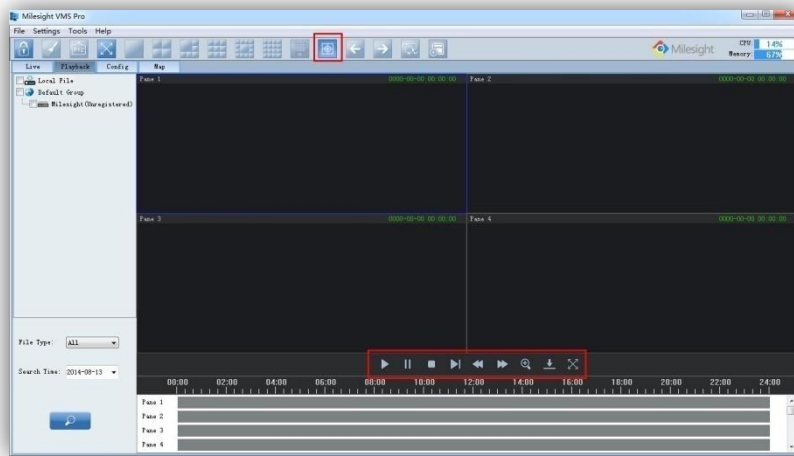 Milesight VMS Pro
File Settings Tools Help
Milesight
CPU: 14%
Memory: 67%
Live Playback Config Map
Local File
Default Group
Milesight(Unregistered)
Pane 1 0000-00-00 00:00:00
Pane 2 0000-00-00 00:00:00
Pane 3 0000-00-00 00:00:00
Pane 4 0000-00-00 00:00:00
File Type: All
Search Time: 2014-08-13
00:00 02:00 04:00 06:00 08:00 10:00 12:00 14:00 16:00 18:00 20:00 22:00 24:00
Pane 1
Pane 2
Pane 3
Pane 4